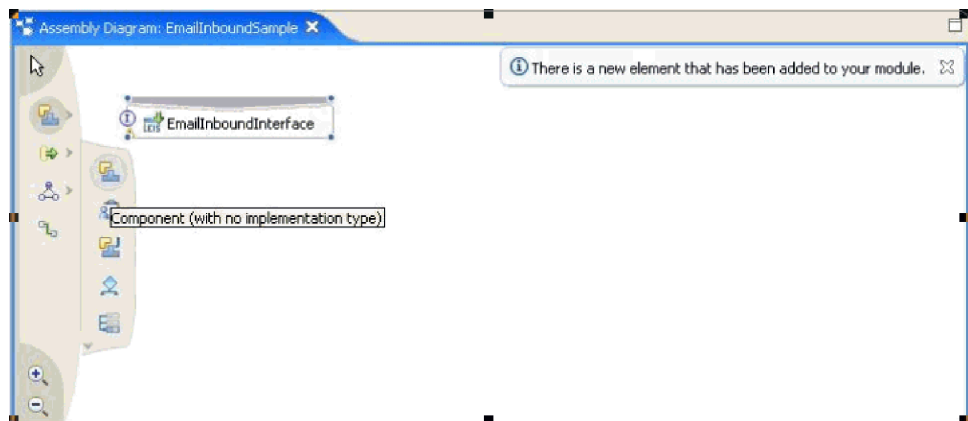 Assembly Diagram: EmailInboundSample
There is a new element that has been added to your module.
EmailInboundInterface
Component (with no implementation type)